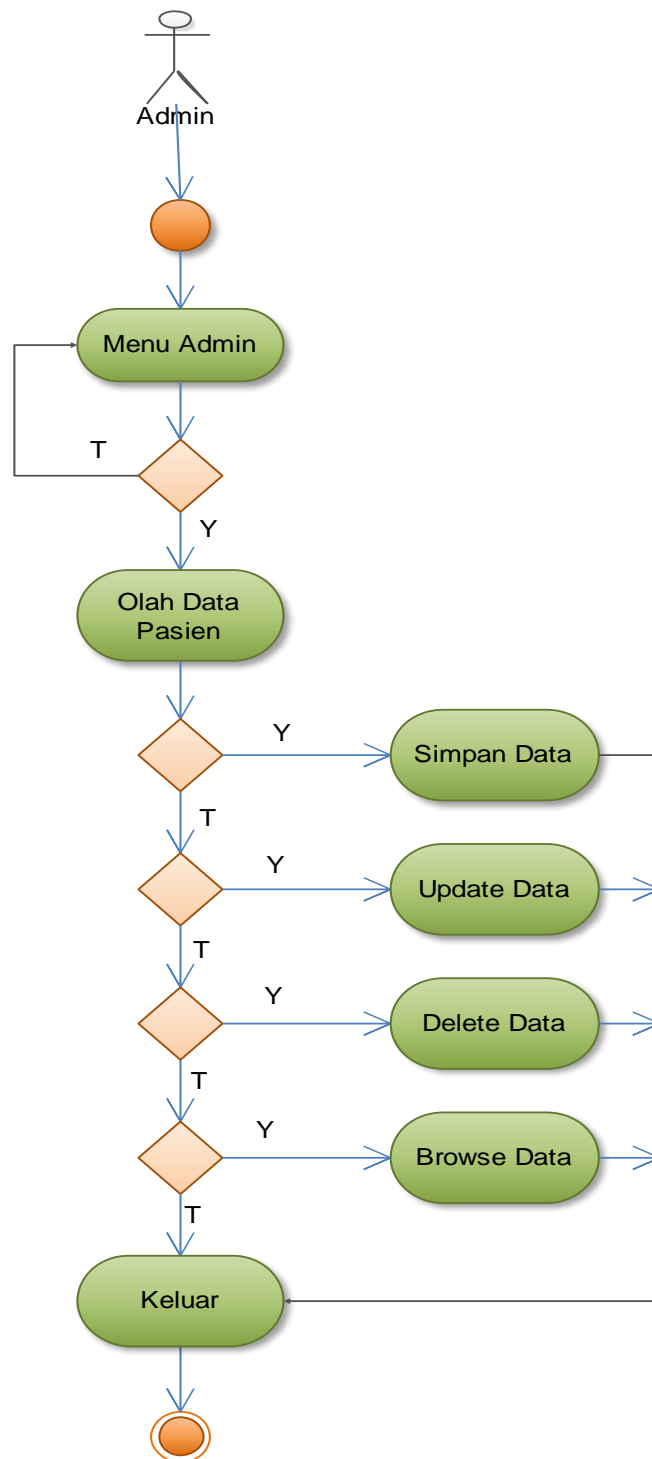 Admin
Menu Admin
T
Y
Olah Data
Pasien
Y
Simpan Data
T
Y
Update Data
T
Y
Delete Data
T
Y
Browse Data
T
Keluar